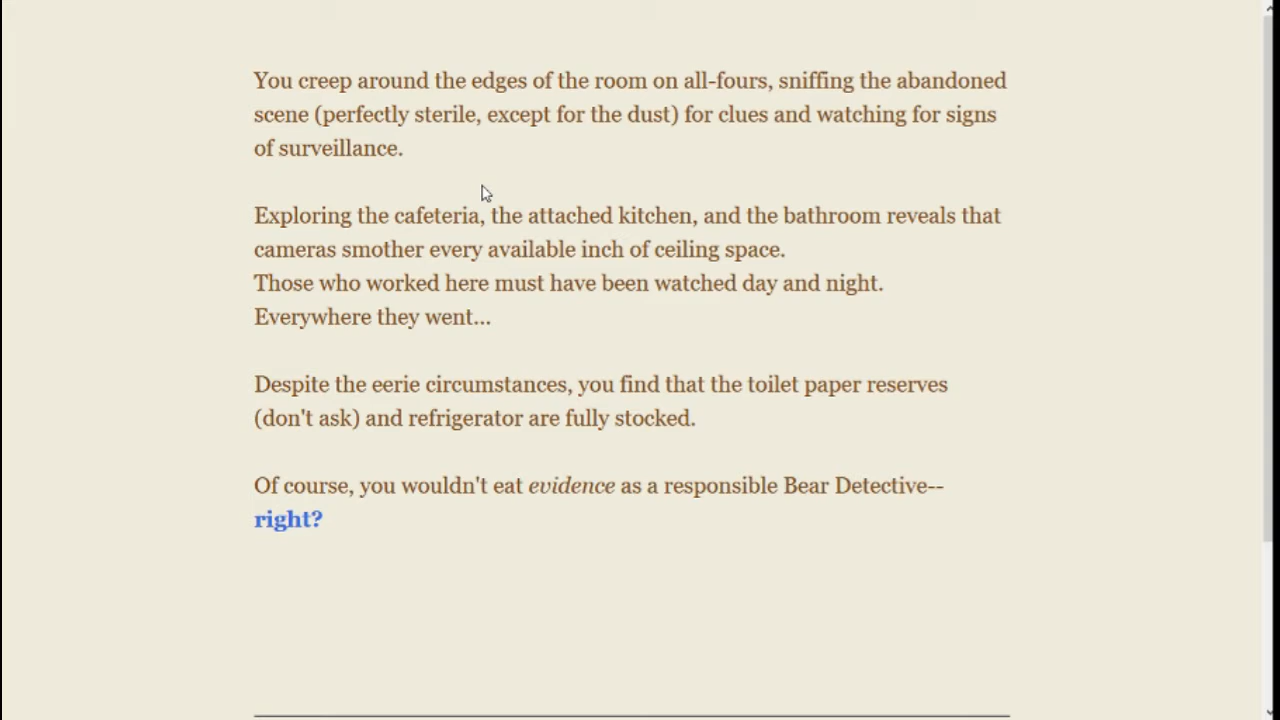 You creep around the edges of the room on all-fours, sniffing the abandoned
scene (perfectly sterile, except for the dust) for clues and watching for signs
of surveillance.
Exploring the cafeteria, the attached kitchen, and the bathroom reveals that
cameras smother every available inch of ceiling space.
Those who worked here must have been watched day and night.
Everywhere they went...
Despite the eerie circumstances, you find that the toilet paper reserves
(don't ask) and refrigerator are fully stocked.
Of course, you wouldn't eat evidence as a responsible Bear Detective--
right?